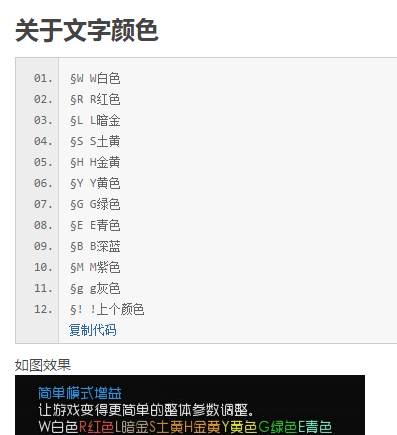 关于文字颜色
01. §W W白色
02. §R R红色
03. §L L暗金
04. §S S土黄
05. §H H金黄
06. §Y Y黄色
07. §G G绿色
08. §E E青色
09. §B B深蓝
10. §M M紫色
11. §g g灰色
12. §! !上个颜色
复制代码
如图效果
简单模式增益
让游戏变得更简单的整体参数调整。
W白色R红色L暗金S土黄H金黄Y黄色G绿色E青色